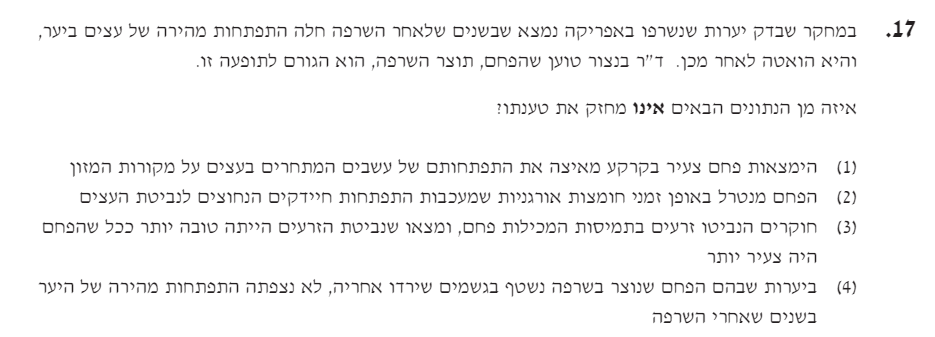 17. במחקר שבדק יערות שנשרפו באפריקה נמצא שבשנים שלאחר השרפה חלה התפתחות מהירה של עצים ביער,
והיא הואטה לאחר מכן. ד"ר בנצור טוען שהפחם, תוצר השרפה, הוא הגורם לתופעה זו.
איזה מן הנתונים הבאים אינו מחזק את טענתו?
(1) הימצאות פחם צעיר בקרקע מאיצה את התפתחותם של עשבים המתחרים בעצים על מקורות המזון
(2) הפחם מנטרל באופן זמני חומצות אורגניות שמעכבות התפתחות חיידקים הנחוצים לנביטת העצים
(3) חוקרים הנביטו זרעים בתמיסות המכילות פחם, ומצאו שנביטת הזרעים הייתה טובה יותר ככל שהפחם
היה צעיר יותר
(4) ביערות שבהם הפחם שנוצר בשרפה נשטף בגשמים שירדו אחריה, לא נצפתה התפתחות מהירה של היער
בשנים שאחרי השרפה